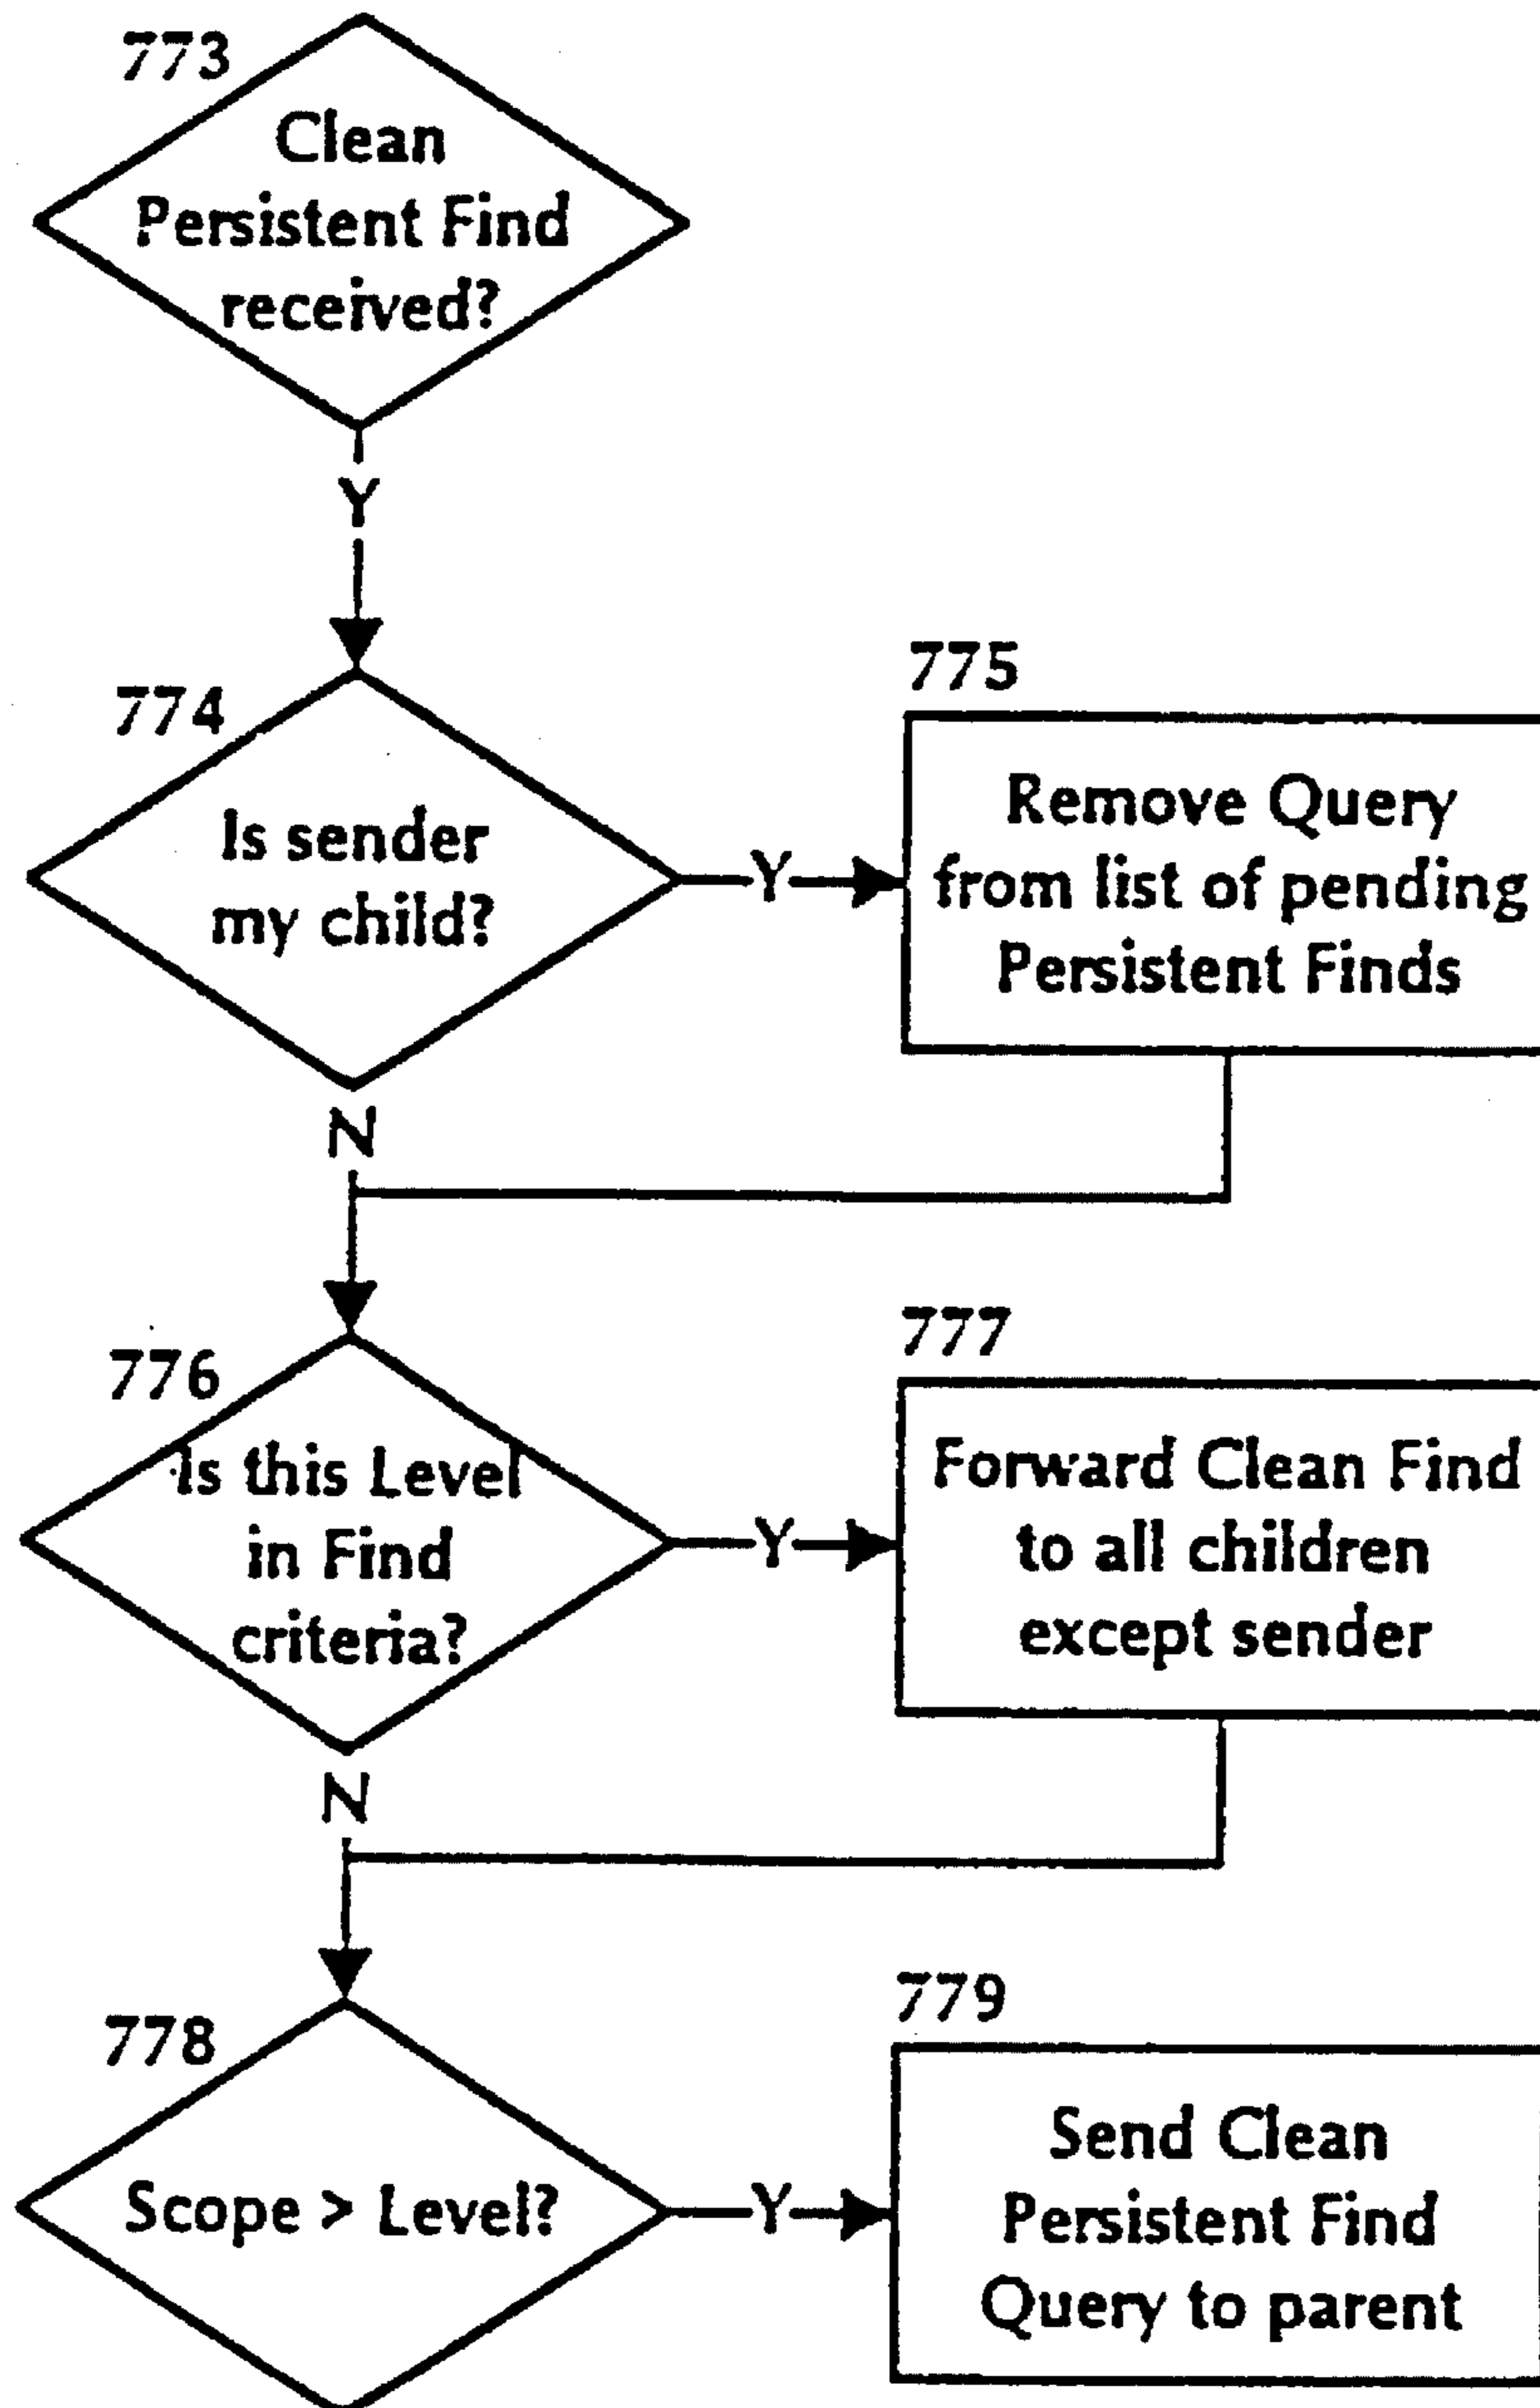 773
Clean
Persistent Find
received?
Y
774
Is sender
my child?
Y
775
Remove Query
from list of pending
Persistent Finds
N
776
Is this Level
in Find
criteria?
Y
777
Forward Clean Find
to all children
except sender
N
778
Scope > Level?
Y
779
Send Clean
Persistent Find
Query to parent